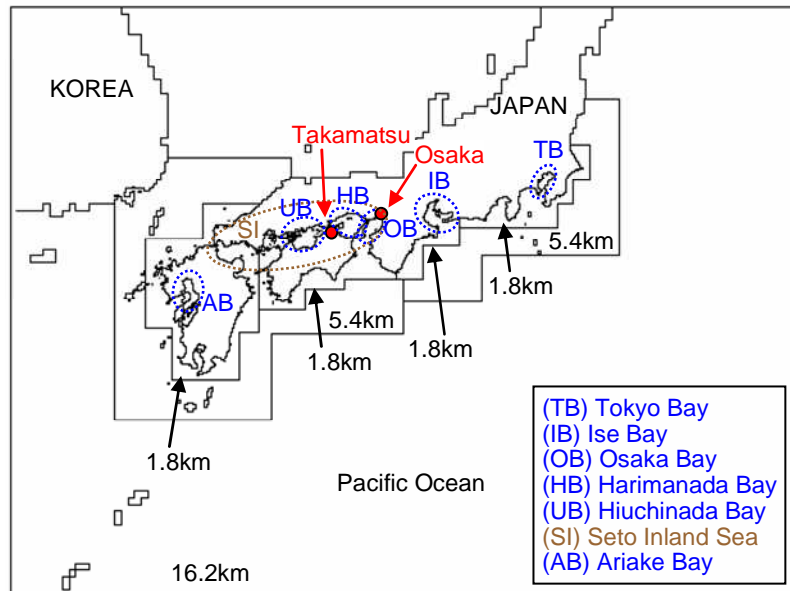 KOREA
JAPAN
Takamatsu
Osaka
TB
IB
HB
UB
SI
OB
5.4km
1.8km
AB
5.4km
1.8km
1.8km
1.8km
Pacific Ocean
16.2km
(TB) Tokyo Bay
(IB) Ise Bay
(OB) Osaka Bay
(HB) Harimanada Bay
(UB) Hiuchinada Bay
(SI) Seto Inland Sea
(AB) Ariake Bay